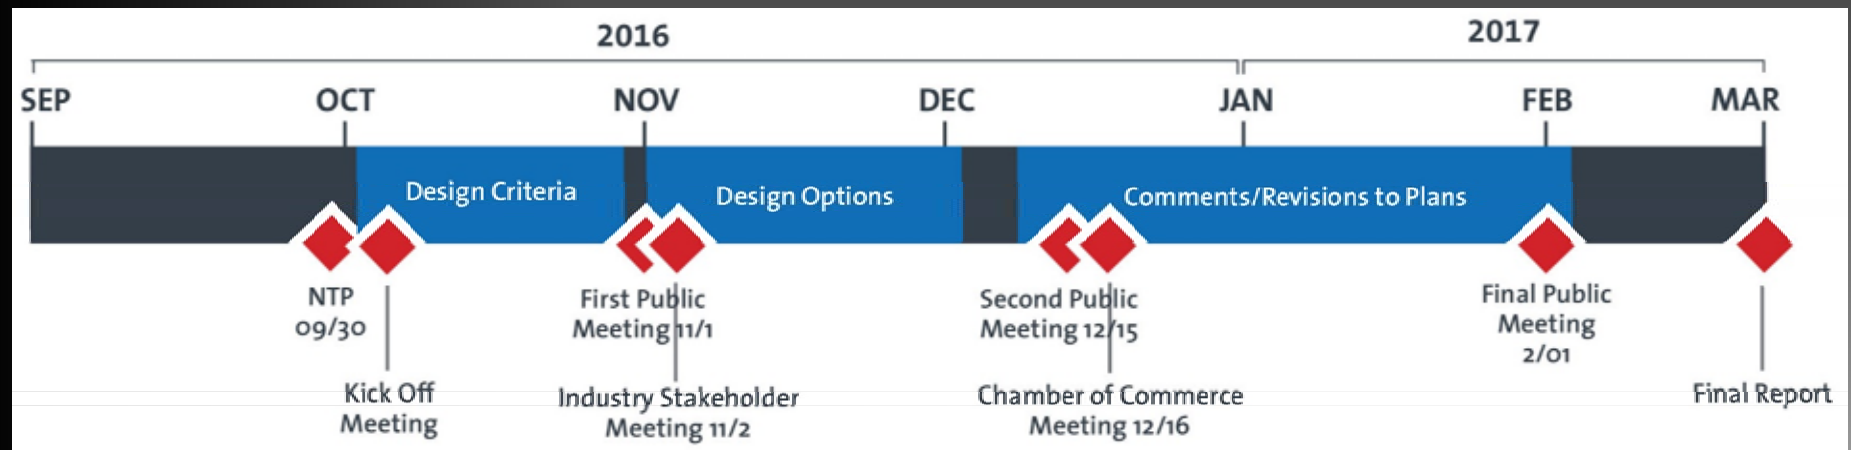 2016
2017
SEP
OCT
NOV
DEC
JAN
FEB
MAR
Design Criteria
Design Options
Comments/Revisions to Plans
NTP
09/30
Kick Off
Meeting
First Public
Meeting 11/1
Industry Stakeholder
Meeting 11/2
Second Public
Meeting 12/15
Chamber of Commerce
Meeting 12/16
Final Public
Meeting
2/01
Final Report